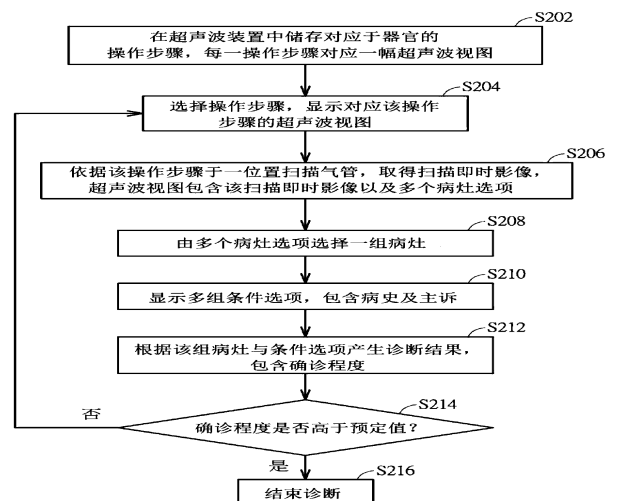 S202
在超声波装置中储存对应于器官的
操作步骤，每一操作步骤对应一幅超声波视图
S204
选择操作步骤，显示对应该操作
步骤的超声波视图
S206
依据该操作步骤于一位置扫描气管，取得扫描即时影像，
超声波视图包含该扫描即时影像以及多个病灶选项
S208
由多个病灶选项选择一组病灶
S210
显示多组条件选项，包含病史及主诉
S212
根据该组病灶与条件选项产生诊断结果，
包含确诊程度
S214
确诊程度是否高于预定值？
否
是
S216
结束诊断